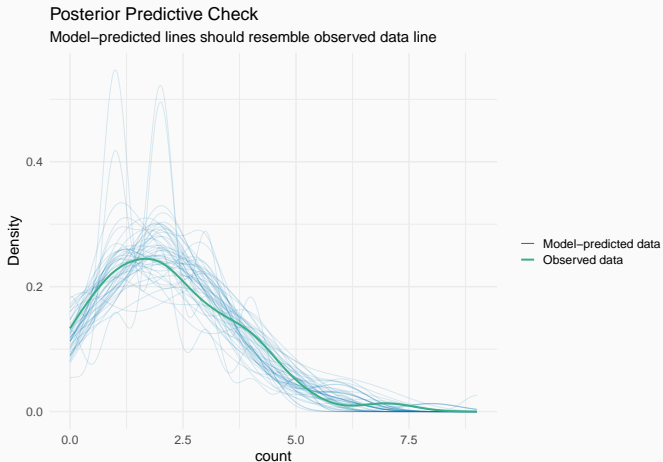 Posterior Predictive Check
Model−predicted lines should resemble observed data line
0.4
0.2
0.0
Density
0.0 2.5 5.0 7.5
count
Model−predicted data
Observed data